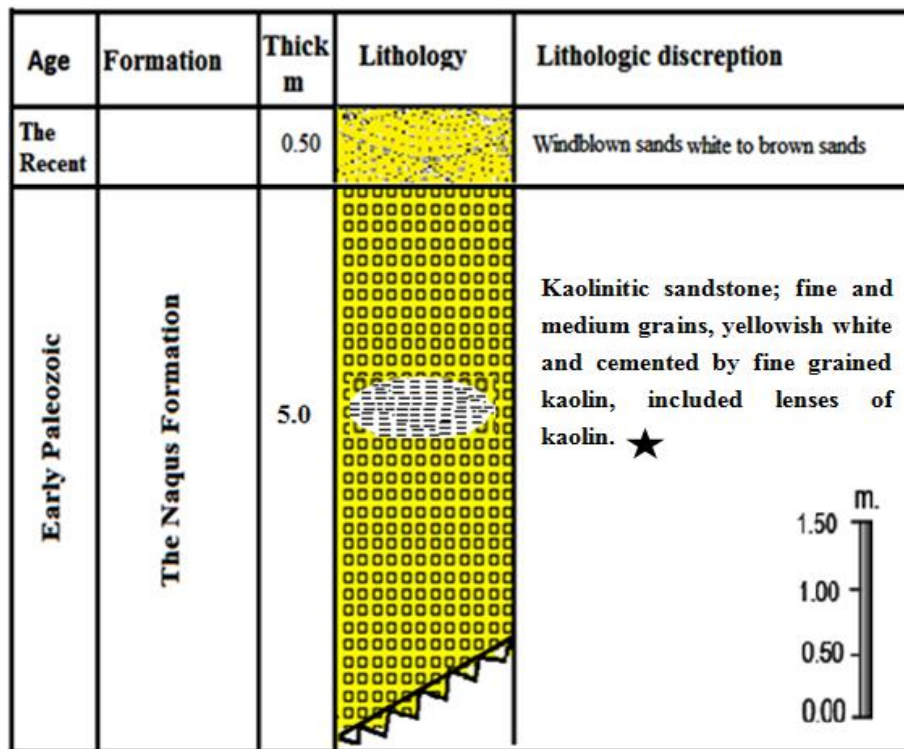 Age
Formation
Thick
m
Lithology
Lithologic discreption
The
Recent
0.50
Windblown sands white to brown sands
Early Paleozoic
The Naqus Formation
5.0
Kaolinitic sandstone; fine and
medium grains, yellowish white
and cemented by fine grained
kaolin, included lenses of
kaolin.
m.
1.50
1.00
0.50
0.00